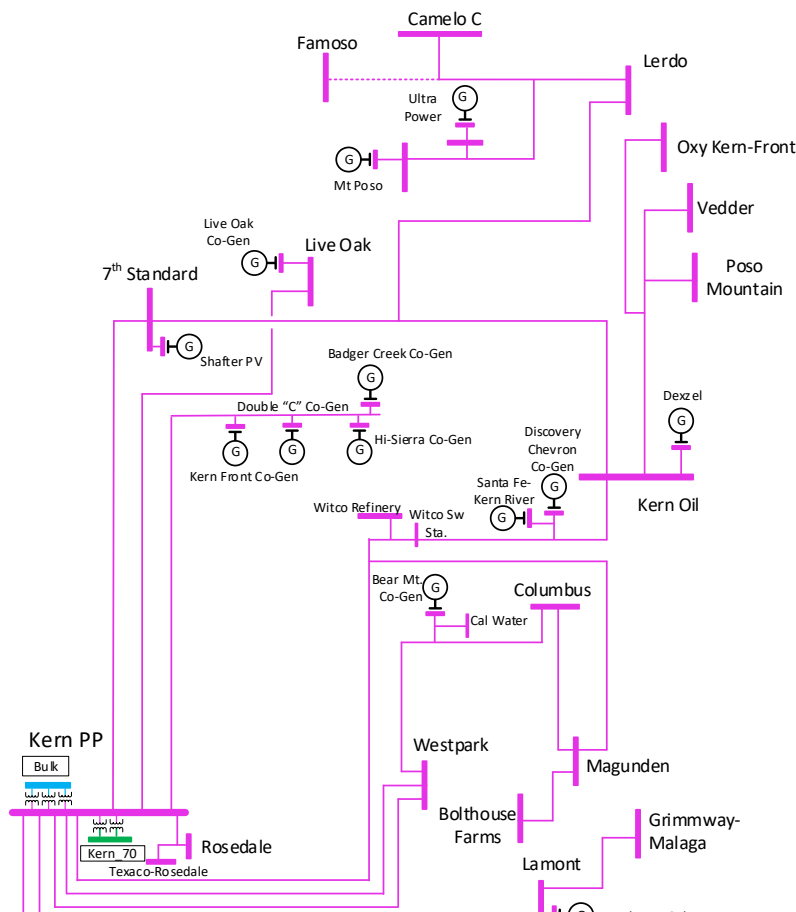 Camelo C
Famoso
Lerdo
Ultra
Power
G
Oxy Kern-Front
G
Mt Poso
Vedder
Live Oak
Co-Gen
Live Oak
G
7th Standard
Poso
Mountain
G
Shafter PV
Badger Creek Co-Gen
G
Double “C” Co-Gen
Dexzel
G
Hi-Sierra Co-Gen
G
G
G
Kern Front Co-Gen
Discovery
Chevron
Co-Gen
G
Santa Fe-
Kern River
G
Kern Oil
Witco Refinery
Witco Sw
Sta.
Bear Mt.
Co-Gen
G
Columbus
Cal Water
Kern PP
Bulk
Westpark
Magunden
Bolthouse
Farms
Grimmway-
Malaga
Kern_70
Rosedale
Texaco-Rosedale
Lamont
G